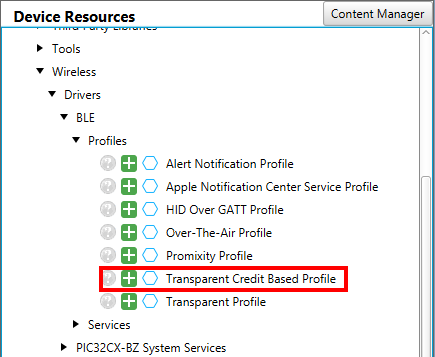 Device Resources
Content Manager
Third Party Libraries
Tools
Wireless
Drivers
BLE
Profiles
Alert Notification Profile
Apple Notification Center Service Profile
HID Over GATT Profile
Over-The-Air Profile
Promixity Profile
Transparent Credit Based Profile
Transparent Profile
Services
PIC32CX-BZ System Services